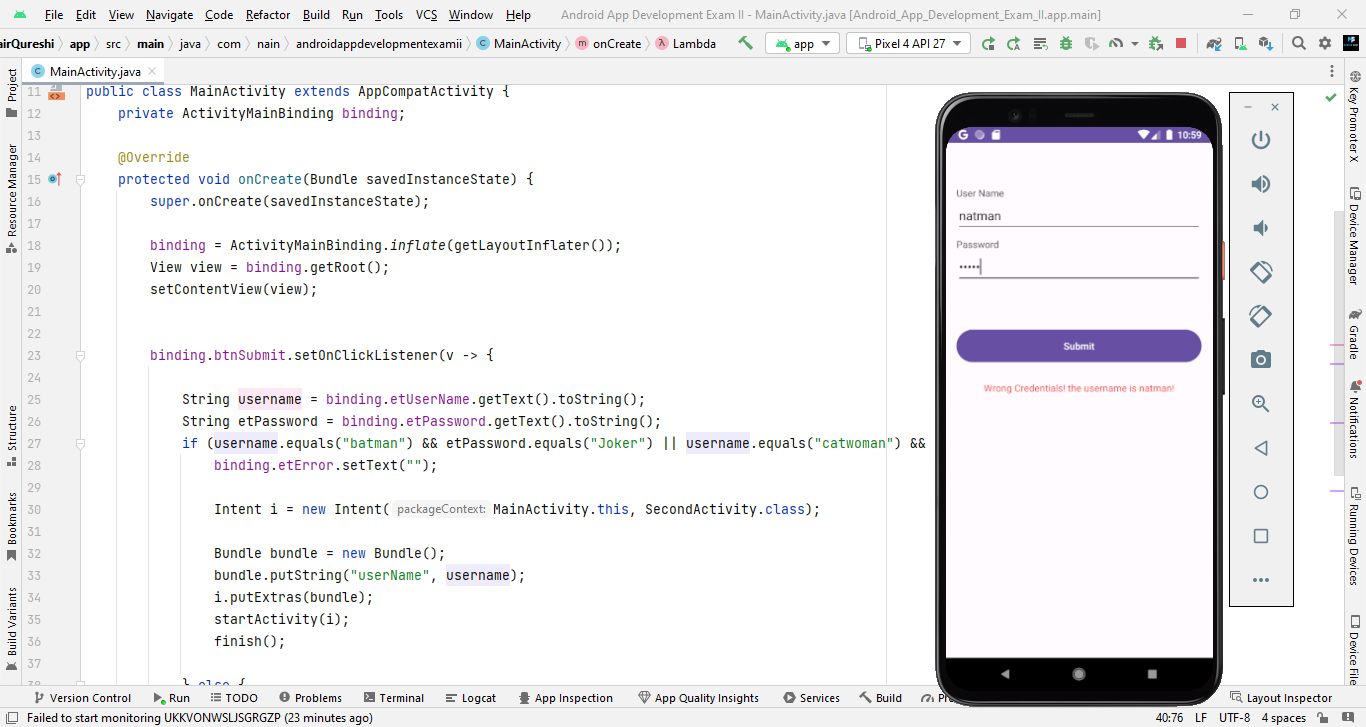 File Edit View Navigate Code Refactor Build Run Tools VCS Window Help Android App Development Exam II - MainActivity.java [Android_App_Development_Exam_II.app.main]
airQureshi app src main java com nain androidappdevelopmentexamii MainActivity onCreate Lambda app Pixel 4 API 27
MainActivity.java
Project
Resource Manager
Structure
Bookmarks
Build Variants
11 public class MainActivity extends AppCompatActivity {
12 private ActivityMainBinding binding;
13
14 @Override
15 protected void onCreate(Bundle savedInstanceState) {
16 super.onCreate(savedInstanceState);
17
18 binding = ActivityMainBinding.inflate(getLayoutInflater());
19 View view = binding.getRoot();
20 setContentView(view);
21
22
23 binding.btnSubmit.setOnClickListener(v -> {
24
25 String username = binding.etUserName.getText().toString();
26 String etPassword = binding.etPassword.getText().toString();
27 if (username.equals("batman") && etPassword.equals("Joker") || username.equals("catwoman") &&
28 binding.etError.setText("");
29
30 Intent i = new Intent( packageContext: MainActivity.this, SecondActivity.class);
31
32 Bundle bundle = new Bundle();
33 bundle.putString("userName", username);
34 i.putExtras(bundle);
35 startActivity(i);
36 finish();
37
38 } else {
10:59
User Name
natman
Password
•••••
Submit
Wrong Credentials! the username is natman!
Key Promoter X
Device Manager
Gradle
Notifications
Running Devices
Device File
Version Control Run TODO Problems Terminal Logcat App Inspection App Quality Insights Services Build Pr Layout Inspector
Failed to start monitoring UKKVONWSLJSGRGZP (23 minutes ago) 40:76 LF UTF-8 4 spaces